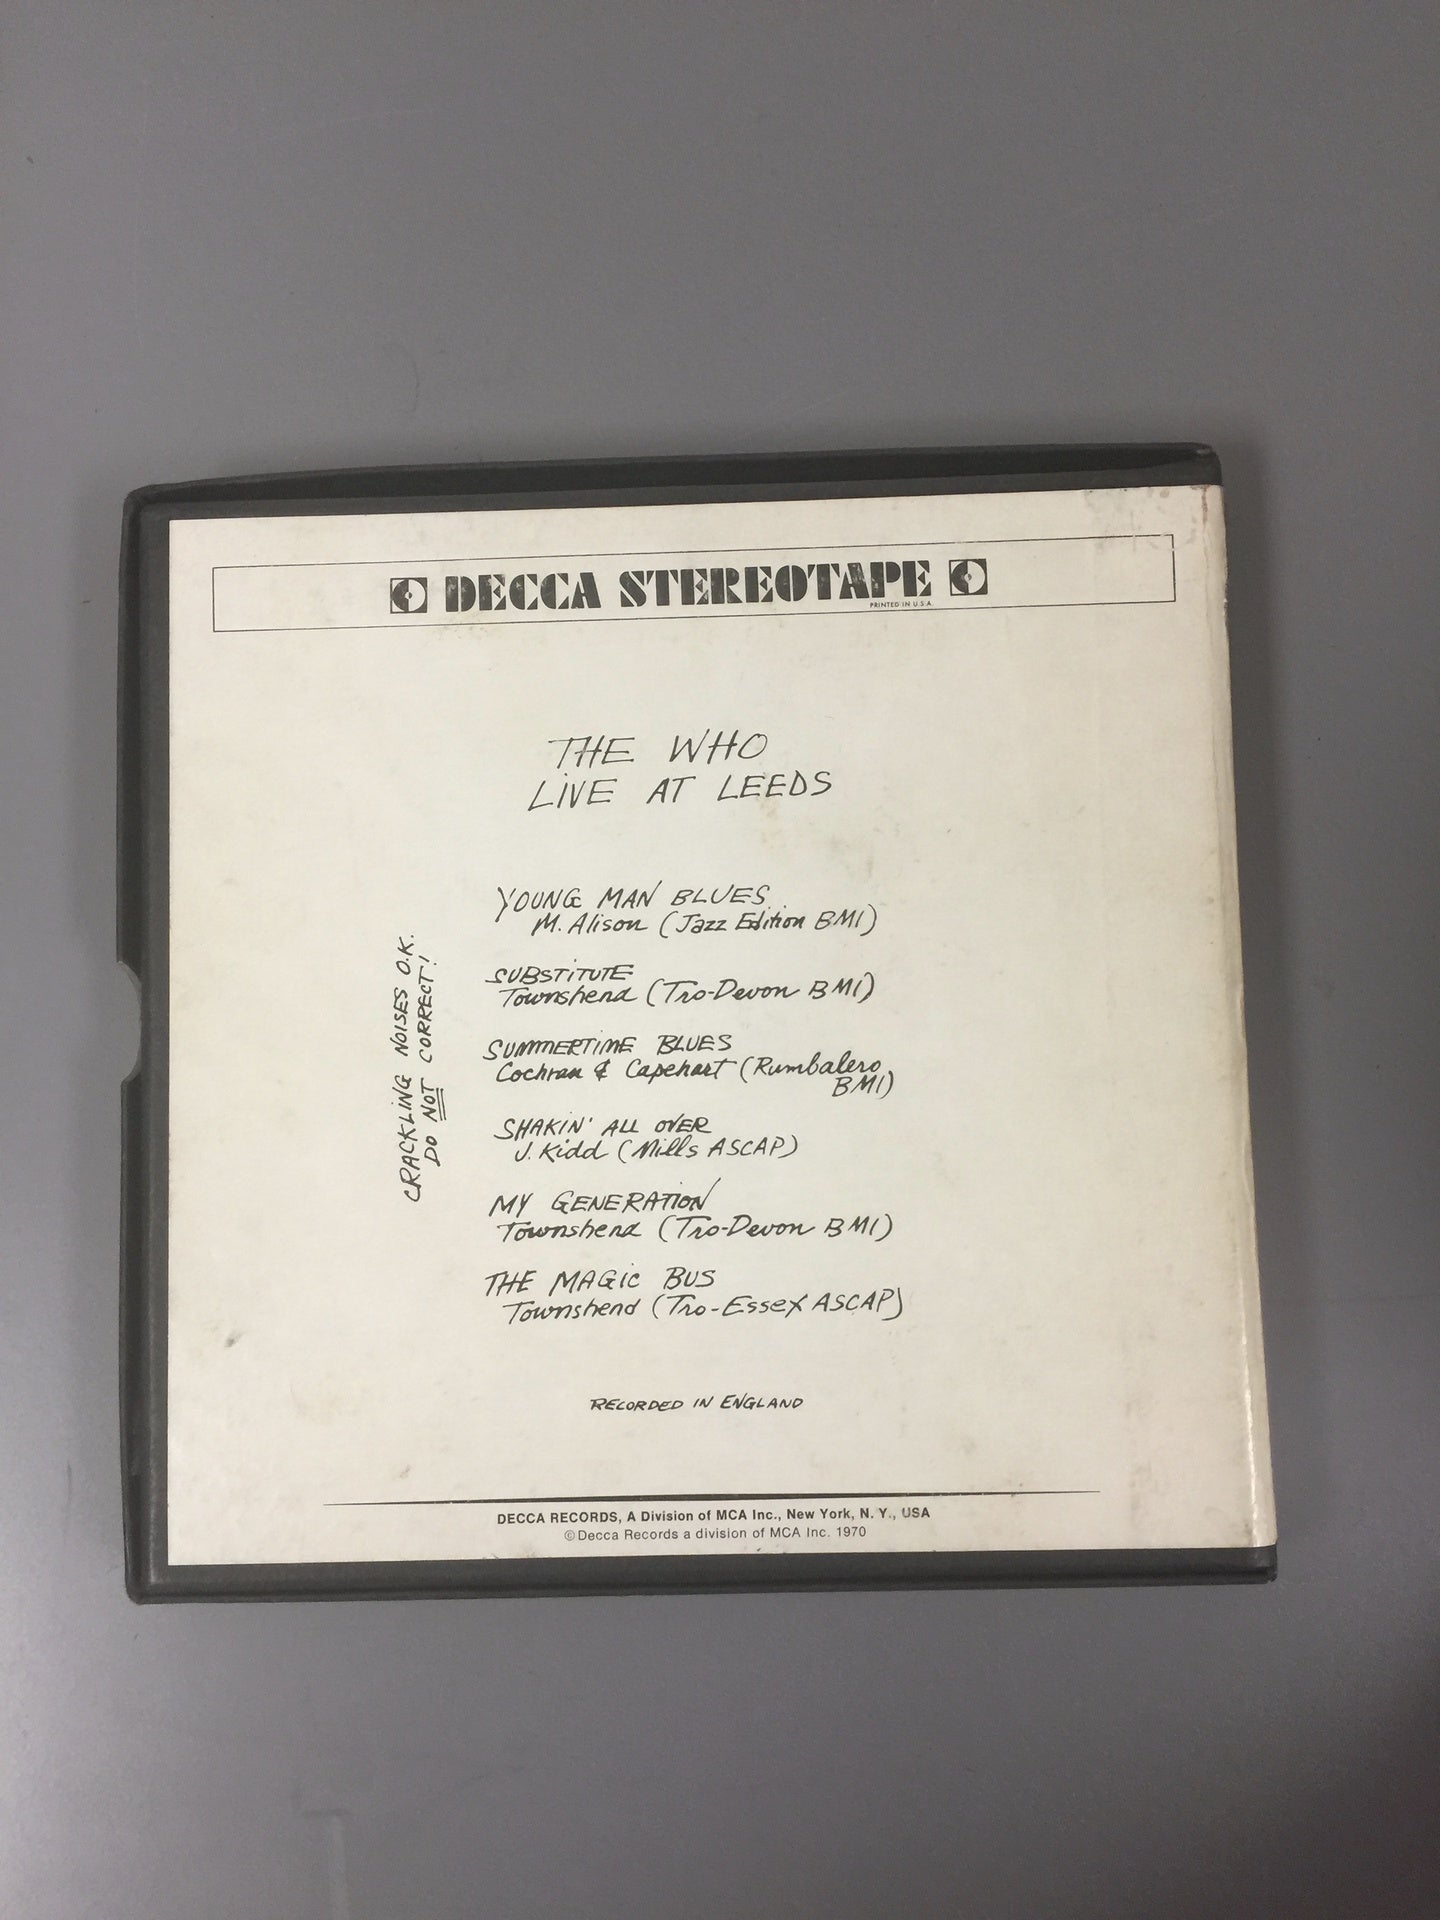 DECCA STEREOTAPE
PRINTED IN U.S.A.
THE WHO
LIVE AT LEEDS
YOUNG MAN BLUES
M. Alison (Jazz Edition BMI)
SUBSTITUTE
Townshend (Tro-Devon BMI)
SUMMERTIME BLUES
Cochran & Capehart (Rumbalero
BMI)
SHAKIN' ALL OVER
J. Kidd (Mills ASCAP)
MY GENERATION
Townshend (Tro-Devon BMI)
THE MAGIC BUS
Townshend (Tro-Essex ASCAP)
CRACKLING NOISES O.K.
DO NOT CORRECT!
RECORDED IN ENGLAND
DECCA RECORDS, A Division of MCA Inc., New York, N. Y., USA
©Decca Records a division of MCA Inc. 1970